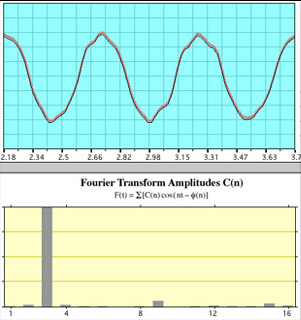 2.18 2.34 2.5 2.66 2.82 2.98 3.15 3.31 3.47 3.63 3.7
Fourier Transform Amplitudes C(n)
F(t) = Σ[C(n)cos(nt − ϕ(n)]
1 4 8 12 16